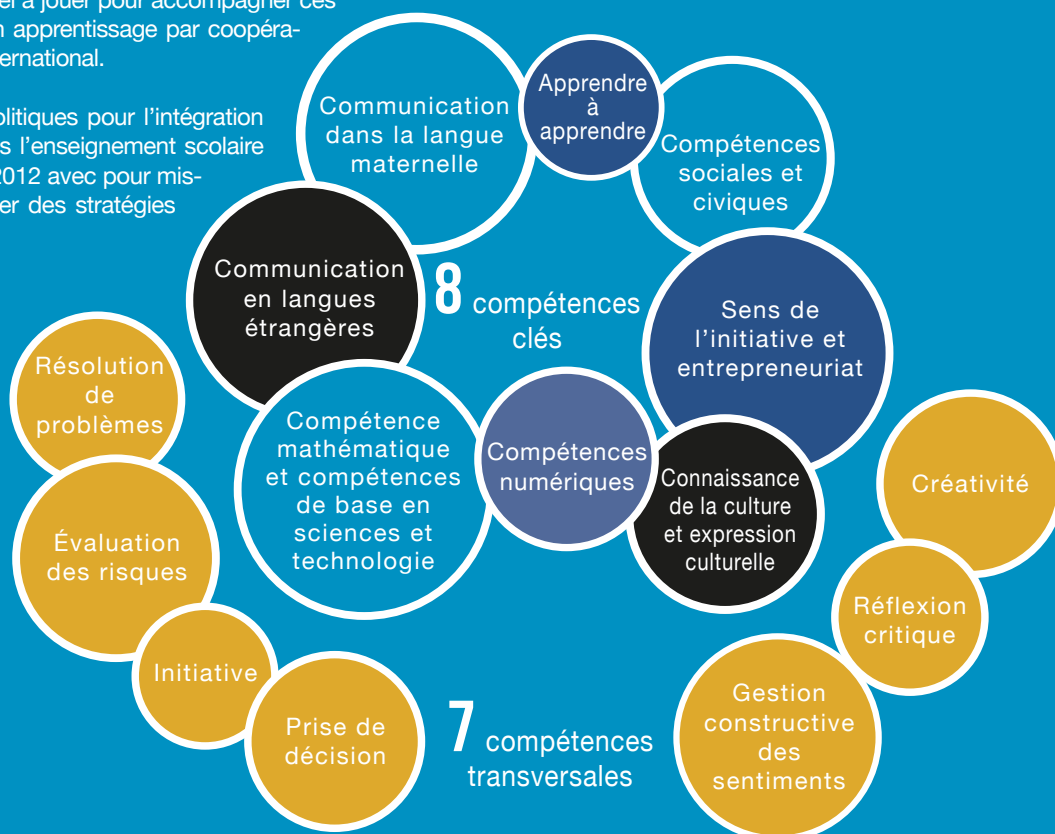 à jouer pour accompagner ces
apprentissage par coopéra-
pour l'intégration
l'enseignement scolaire
2012 avec pour mis-
des stratégies
Communication
dans la langue
maternelle
Apprendre
à
apprendre
Compétences
sociales et
civiques
Communication
en langues
étrangères
8 compétences
clés
Sens de
l'initiative et
entrepreneuriat
Résolution
de
problèmes
Compétence
mathématique
et compétences
de base en
sciences et
technologie
Compétences
numériques
Connaissance
de la culture
et expression
culturelle
Créativité
Évaluation
des risques
Réflexion
critique
Initiative
Prise de
décision
7 compétences
transversales
Gestion
constructive
des
sentiments